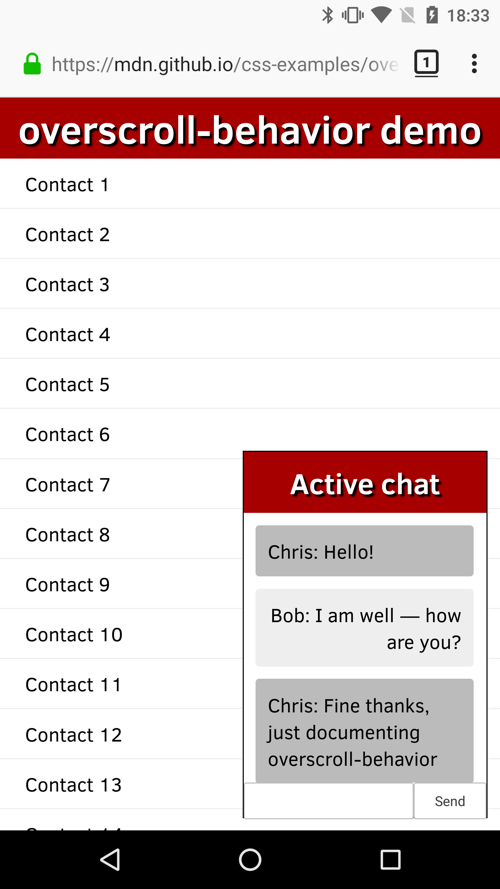 18:33
https://mdn.github.io/css-examples/ove
1
overscroll-behavior demo
Contact 1
Contact 2
Contact 3
Contact 4
Contact 5
Contact 6
Contact 7
Contact 8
Contact 9
Contact 10
Contact 11
Contact 12
Contact 13
Active chat
Chris: Hello!
Bob: I am well — how
are you?
Chris: Fine thanks,
just documenting
overscroll-behavior
Send